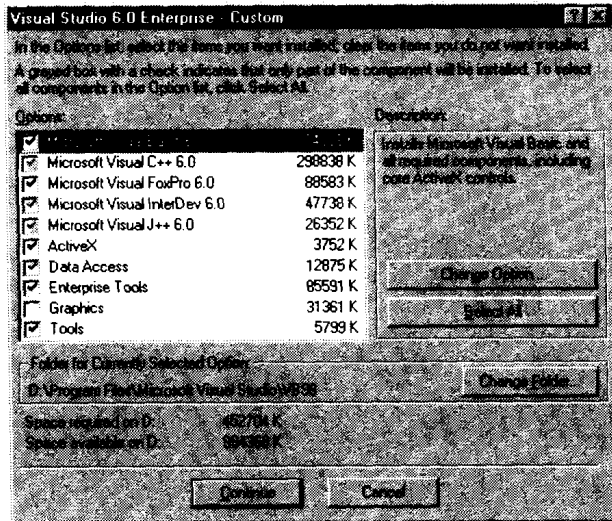 Visual Studio 6.0 Enterprise - Custom
In the Options list, select the items you want installed; clear the items you do not want installed.
A grayed box with a check indicates that only part of the component will be installed. To select
all components in the Option list, click Select All.
Options:
Microsoft Visual C++ 6.0 298838 K
Microsoft Visual FoxPro 6.0 88583 K
Microsoft Visual InterDev 6.0 47738 K
Microsoft Visual J++ 6.0 26352 K
ActiveX 3752 K
Data Access 12875 K
Enterprise Tools 85591 K
Graphics 31361 K
Tools 5799 K
Description:
Installs Microsoft Visual Basic and
all required components, including
core ActiveX controls.
Change Option...
Select All
Folder for Currently Selected Option:
D:\Program Files\Microsoft Visual Studio\VB98
Change Folder...
Space required on D:
Space available on D:
Continue
Cancel